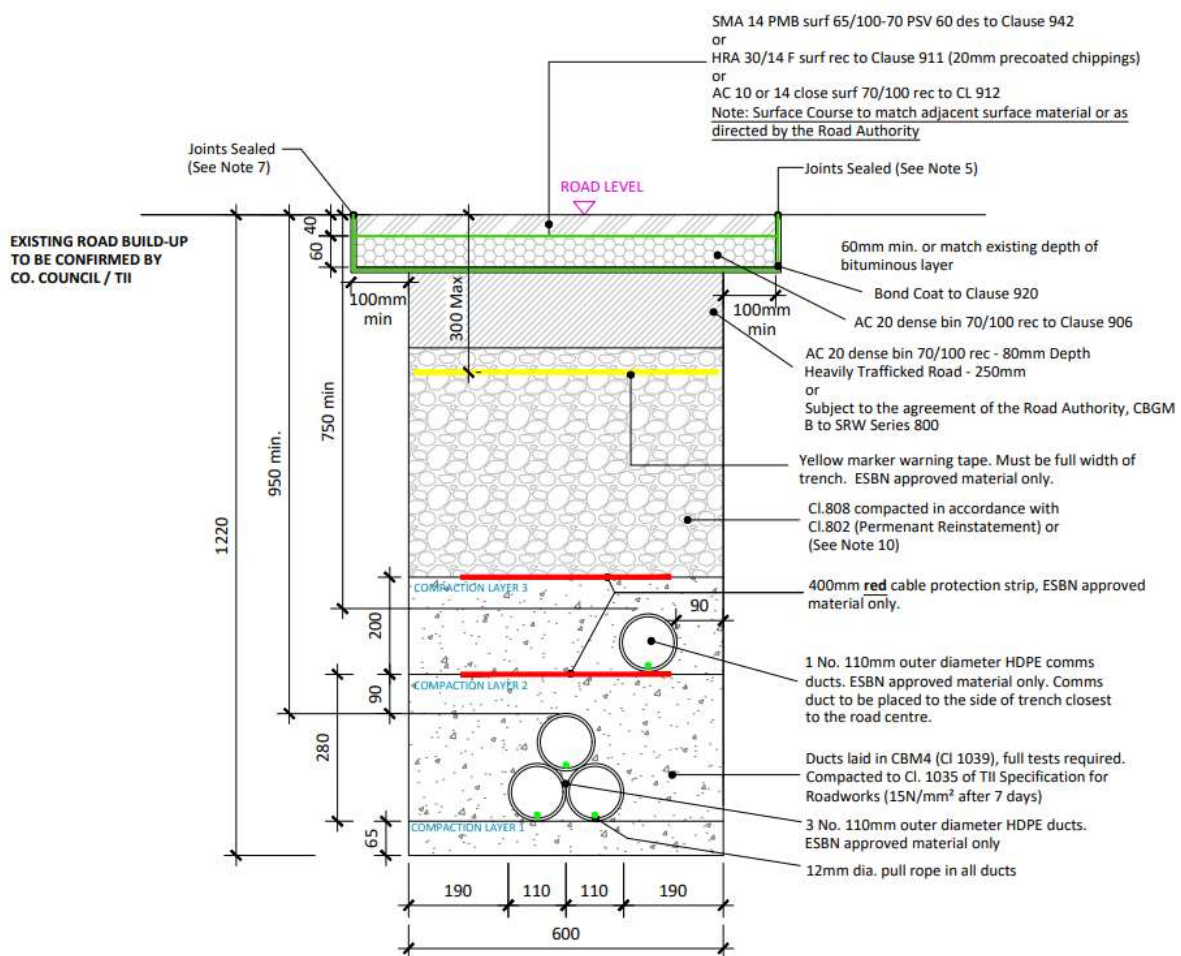 SMA 14 PMB surf 65/100-70 PSV 60 des to Clause 942
or
HRA 30/14 F surf rec to Clause 911 (20mm precoated chippings)
or
AC 10 or 14 close surf 70/100 rec to CL 912
Note: Surface Course to match adjacent surface material or as
directed by the Road Authority
Joints Sealed
(See Note 7)
ROAD LEVEL
Joints Sealed (See Note 5)
EXISTING ROAD BUILD-UP
TO BE CONFIRMED BY
CO. COUNCIL / TII
40
60
100mm
min
300 Max
100mm
min
60mm min. or match existing depth of
bituminous layer
Bond Coat to Clause 920
AC 20 dense bin 70/100 rec to Clause 906
AC 20 dense bin 70/100 rec - 80mm Depth
Heavily Trafficked Road - 250mm
or
Subject to the agreement of the Road Authority, CBGM
B to SRW Series 800
750 min
950 min.
1220
Yellow marker warning tape. Must be full width of
trench. ESBN approved material only.
Cl.808 compacted in accordance with
Cl.802 (Permenant Reinstatement) or
(See Note 10)
COMPACTION LAYER 3
400mm red cable protection strip, ESBN approved
material only.
90
200
1 No. 110mm outer diameter HDPE comms
ducts. ESBN approved material only. Comms
duct to be placed to the side of trench closest
to the road centre.
COMPACTION LAYER 2
90
280
Ducts laid in CBM4 (Cl 1039), full tests required.
Compacted to Cl. 1035 of TII Specification for
Roadworks (15N/mm² after 7 days)
COMPACTION LAYER 1
65
3 No. 110mm outer diameter HDPE ducts.
ESBN approved material only
12mm dia. pull rope in all ducts
190
110
110
190
600